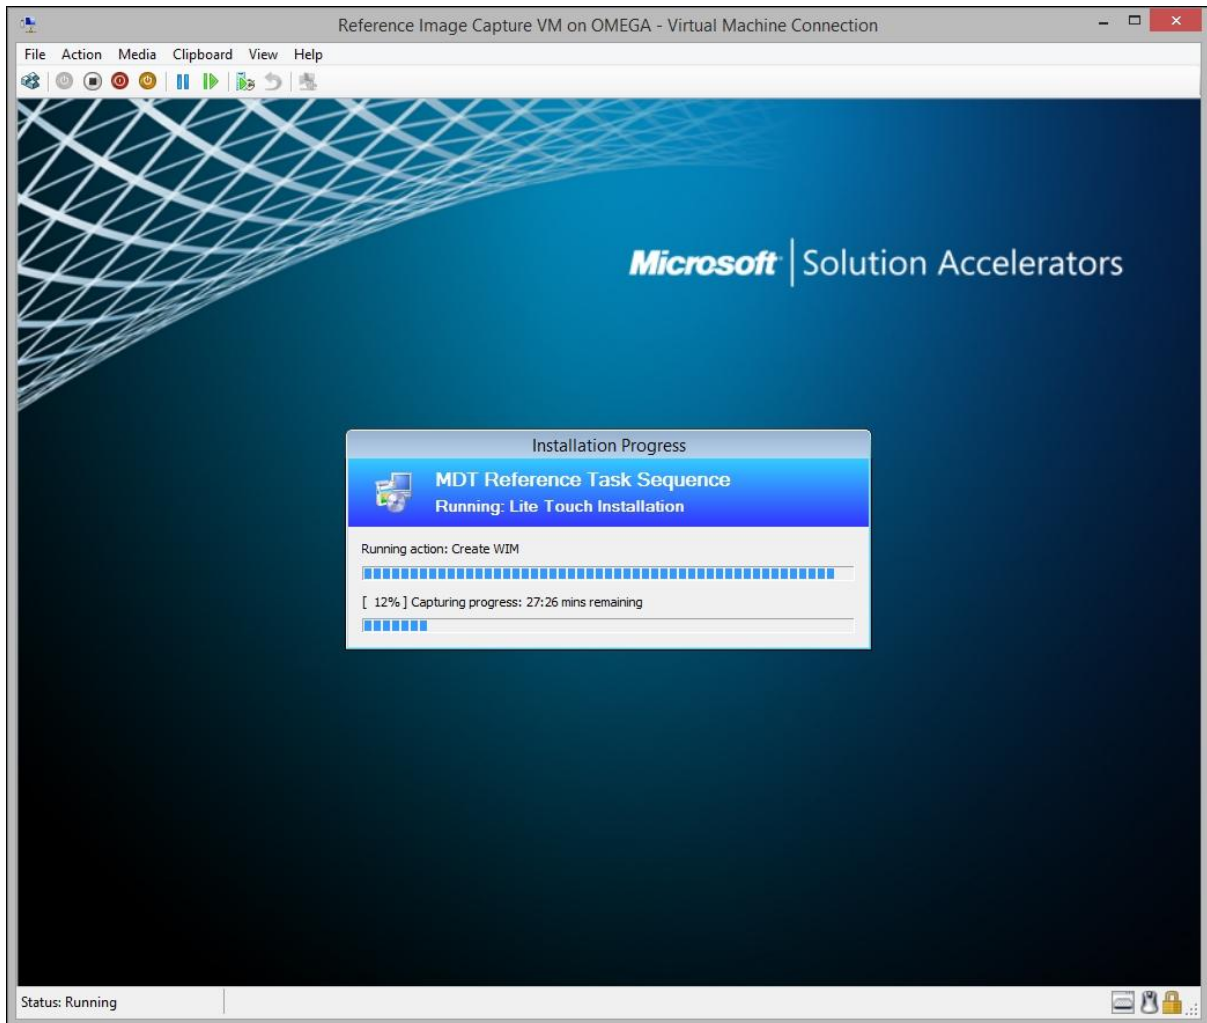 Reference Image Capture VM on OMEGA - Virtual Machine Connection
File Action Media Clipboard View Help
Microsoft Solution Accelerators
Installation Progress
MDT Reference Task Sequence
Running: Lite Touch Installation
Running action: Create WIM
[ 12% ] Capturing progress: 27:26 mins remaining
Status: Running